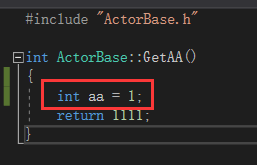 #include "ActorBase.h"
int ActorBase::GetAA()
{
int aa = 1;
return 1111;
}